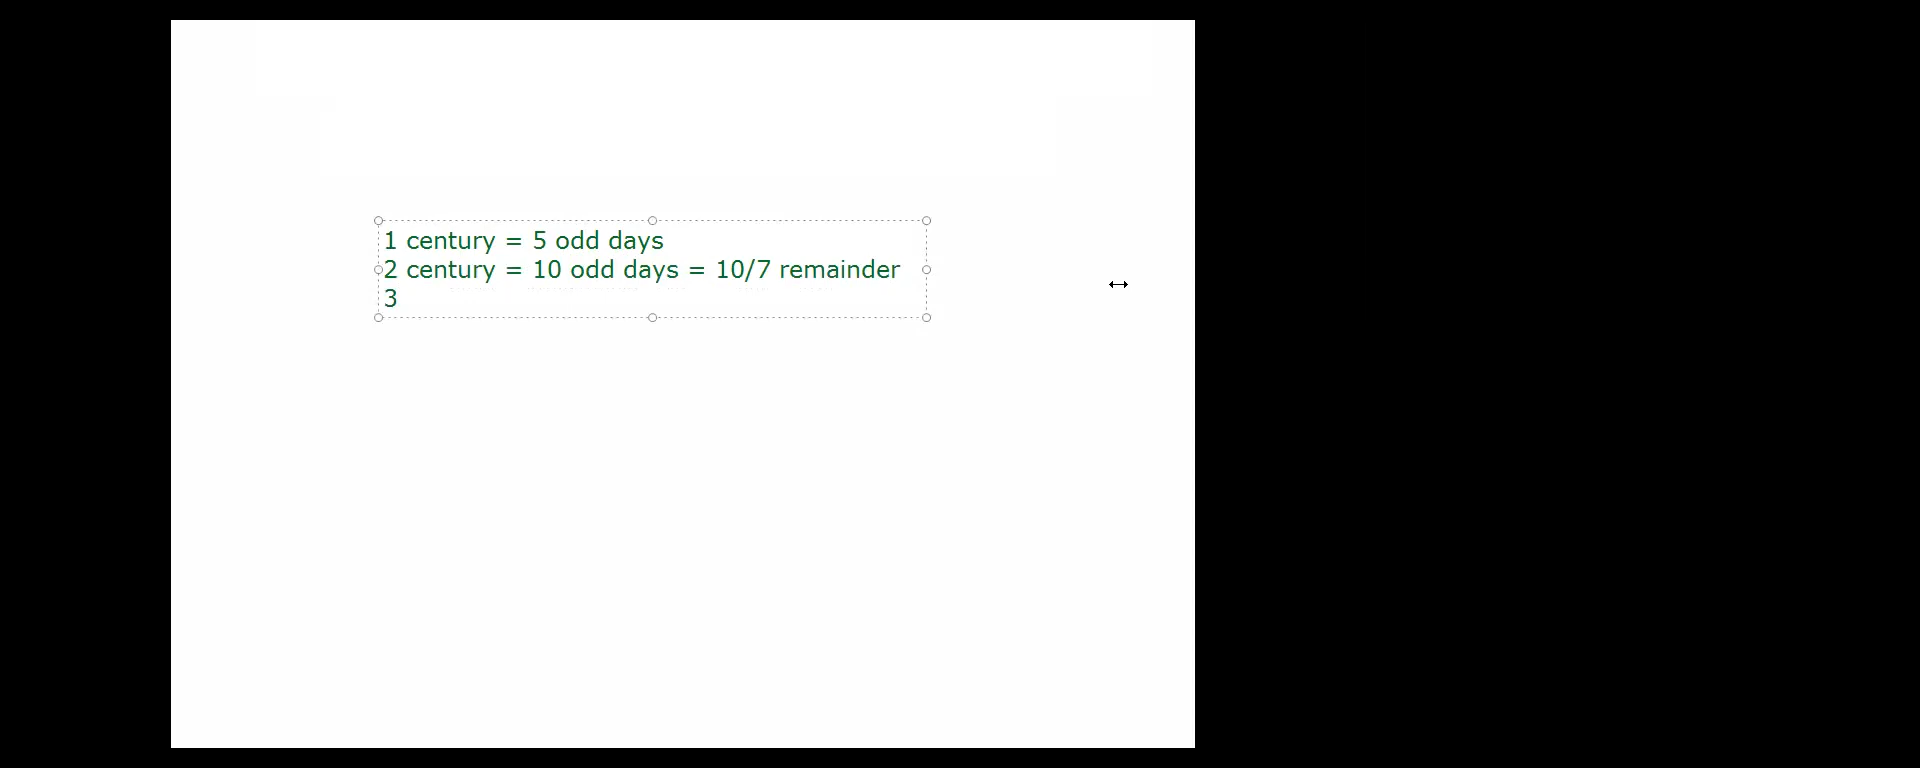 1 century = 5 odd days
2 century = 10 odd days = 10/7 remainder
3